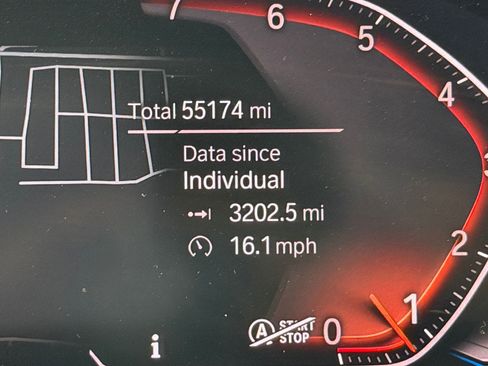 7
6
5
4
Total 55174 mi
Data since
3
Individual
3202.5 mi
2
16.1 mph
1
A START STOP 0
i